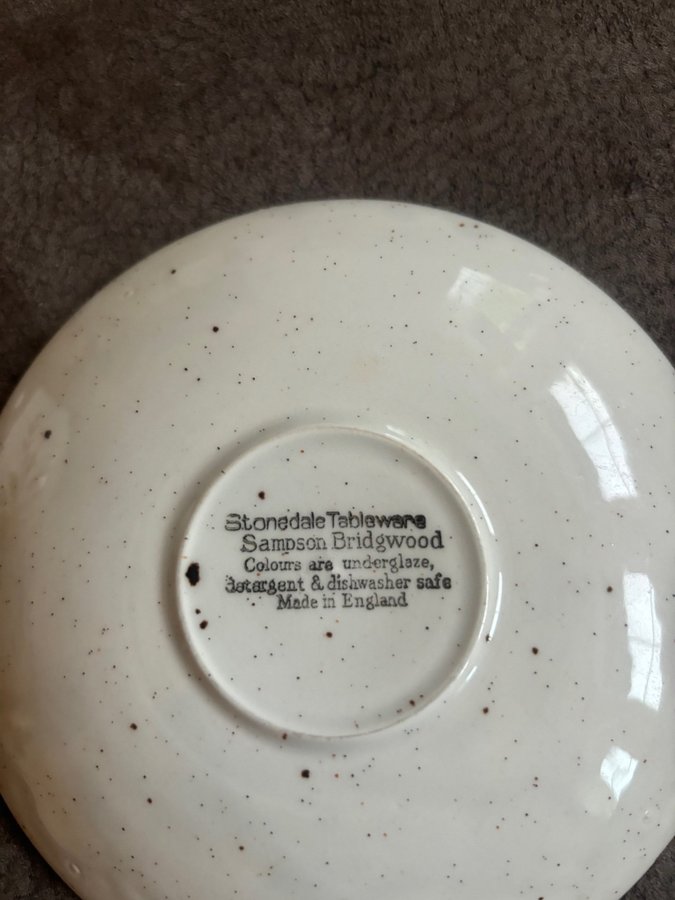 Stonedale Tableware
Sampson Bridgwood
Colours are underglaze,
detergent & dishwasher safe
Made in England